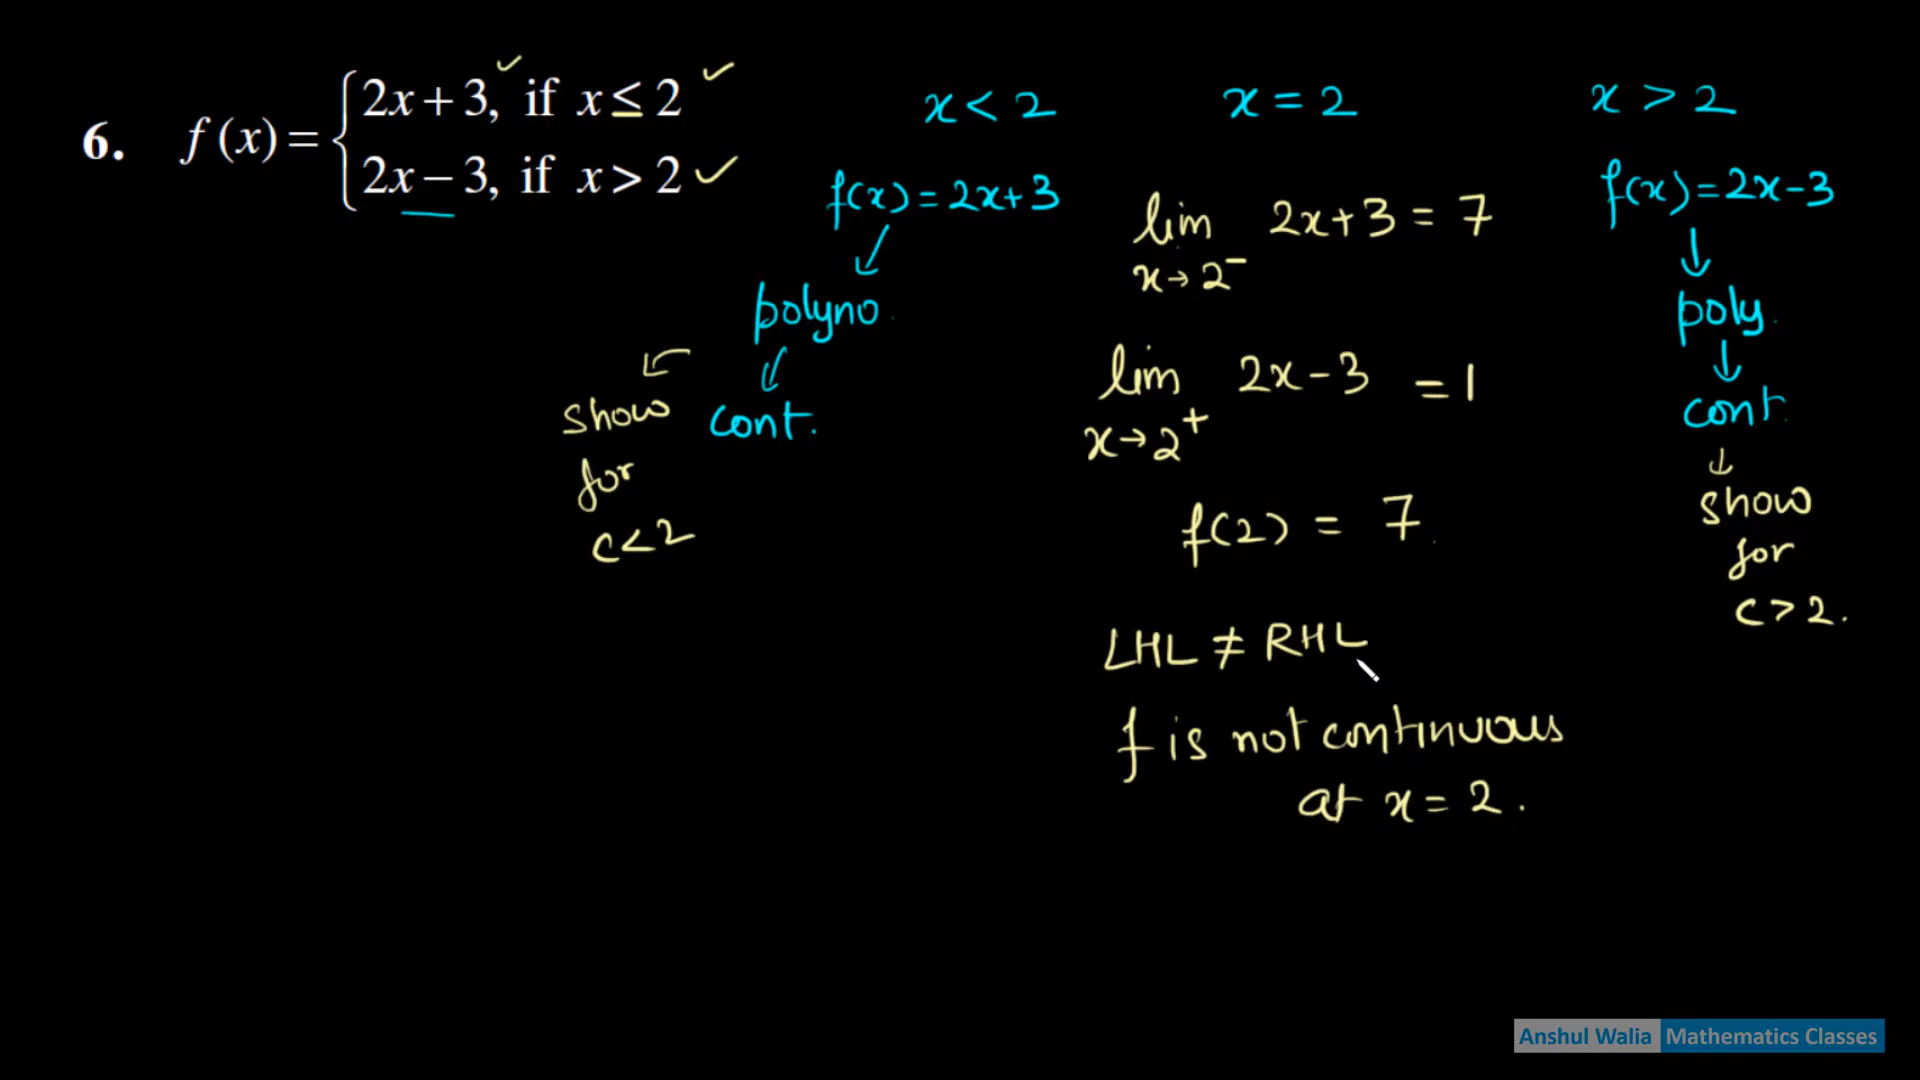 6. f(x) = { 2x + 3, if x ≤ 2 ✓
2x − 3, if x > 2 ✓
x < 2
f(x) = 2x+3
↙
polyno.
↙
cont.
show
for
c<2
x = 2
lim 2x+3 = 7
x→2⁻
lim 2x-3 = 1
x→2⁺
f(2) = 7.
LHL ≠ RHL
f is not continuous
at x = 2.
x > 2
f(x) = 2x-3
↓
poly.
↓
cont.
↓
show
for
c>2.
Anshul Walia Mathematics Classes